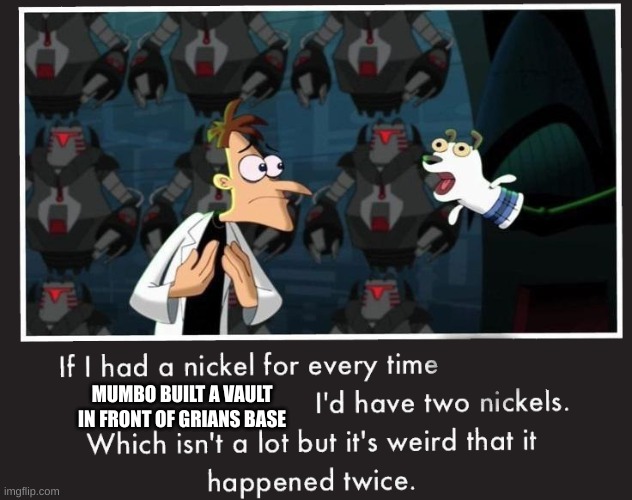 If I had a nickel for every time
MUMBO BUILT A VAULT
IN FRONT OF GRIANS BASE
I'd have two nickels.
Which isn't a lot but it's weird that it
happened twice.
imgflip.com